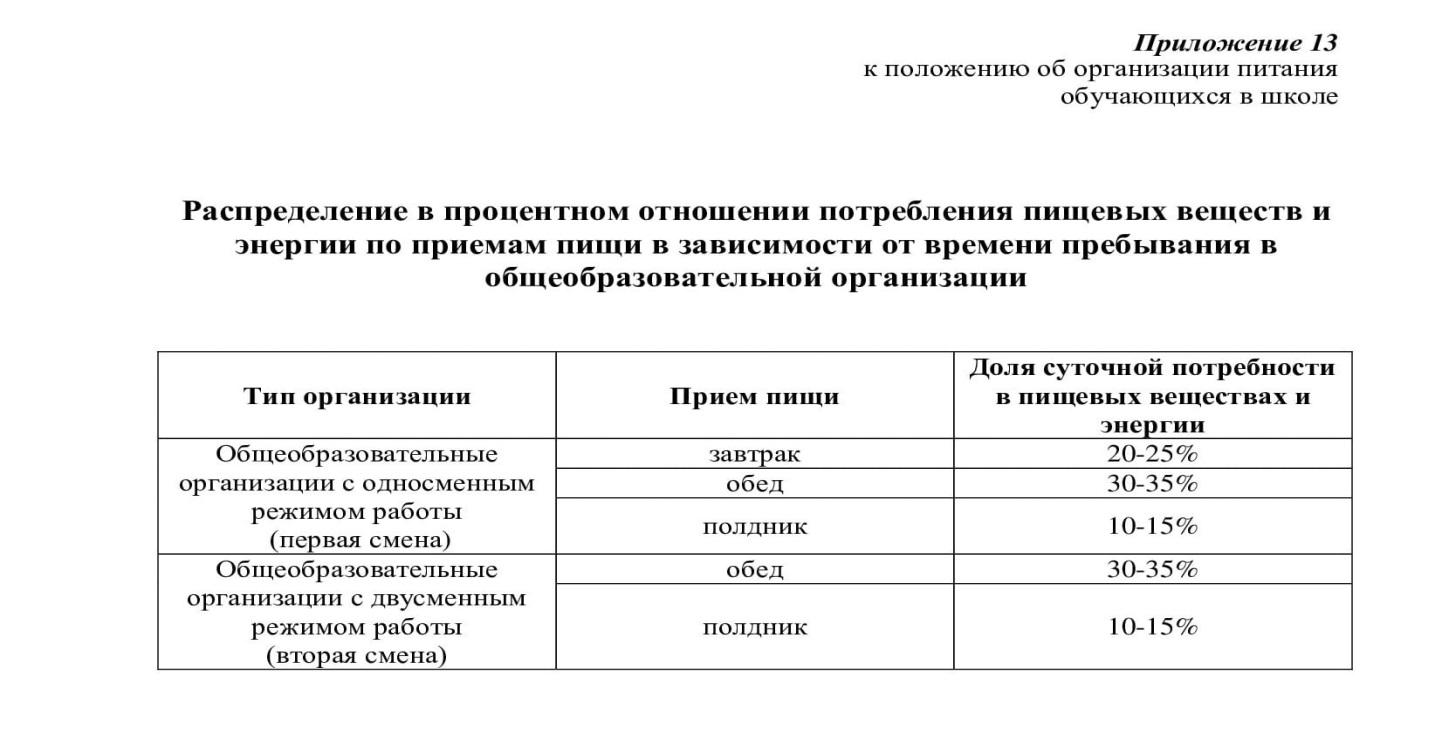 Приложение 13
к положению об организации питания
обучающихся в школе
Распределение в процентном отношении потребления пищевых веществ и
энергии по приемам пищи в зависимости от времени пребывания в
общеобразовательной организации
Тип организации
Прием пищи
Доля суточной потребности
в пищевых веществах и
энергии
Общеобразовательные
организации с односменным
режимом работы
(первая смена)
завтрак
20-25%
обед
30-35%
полдник
10-15%
Общеобразовательные
организации с двусменным
режимом работы
(вторая смена)
обед
30-35%
полдник
10-15%